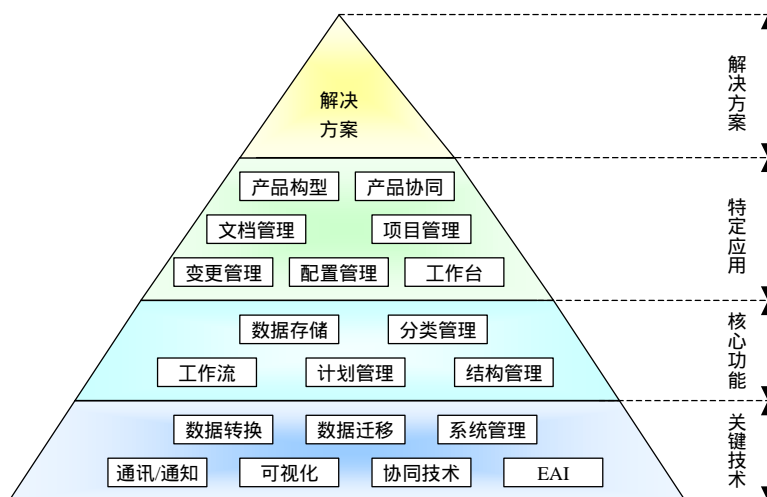 解决
方案
产品构型 产品协同
文档管理 项目管理
变更管理 配置管理 工作台
数据存储 分类管理
工作流 计划管理 结构管理
数据转换 数据迁移 系统管理
通讯/通知 可视化 协同技术 EAI
解决方案
特定应用
核心功能
关键技术